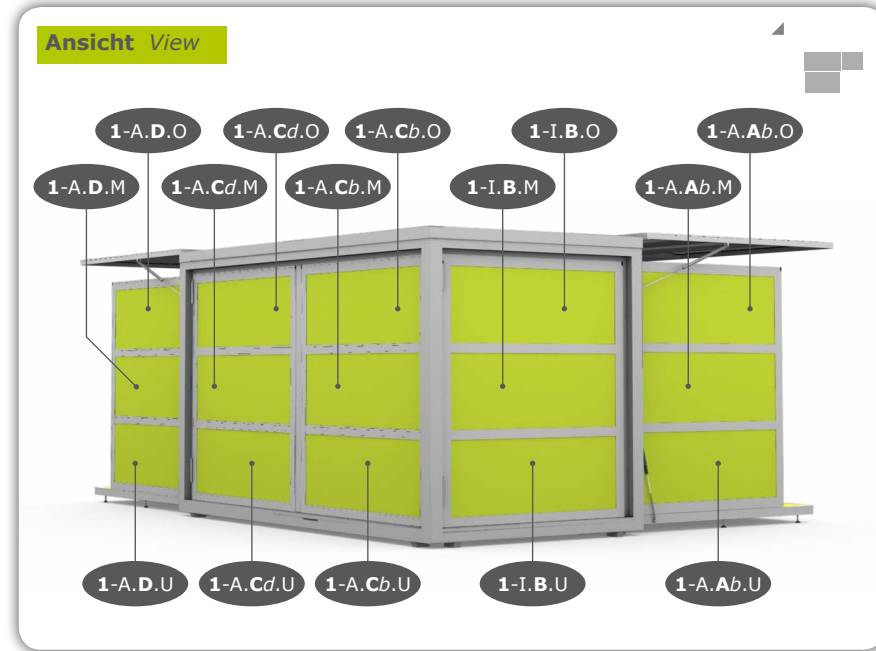 Ansicht View
1-A.D.O 1-A.Cd.O 1-A.Cb.O 1-I.B.O 1-A.Ab.O
1-A.D.M 1-A.Cd.M 1-A.Cb.M 1-I.B.M 1-A.Ab.M
1-A.D.U 1-A.Cd.U 1-A.Cb.U 1-I.B.U 1-A.Ab.U